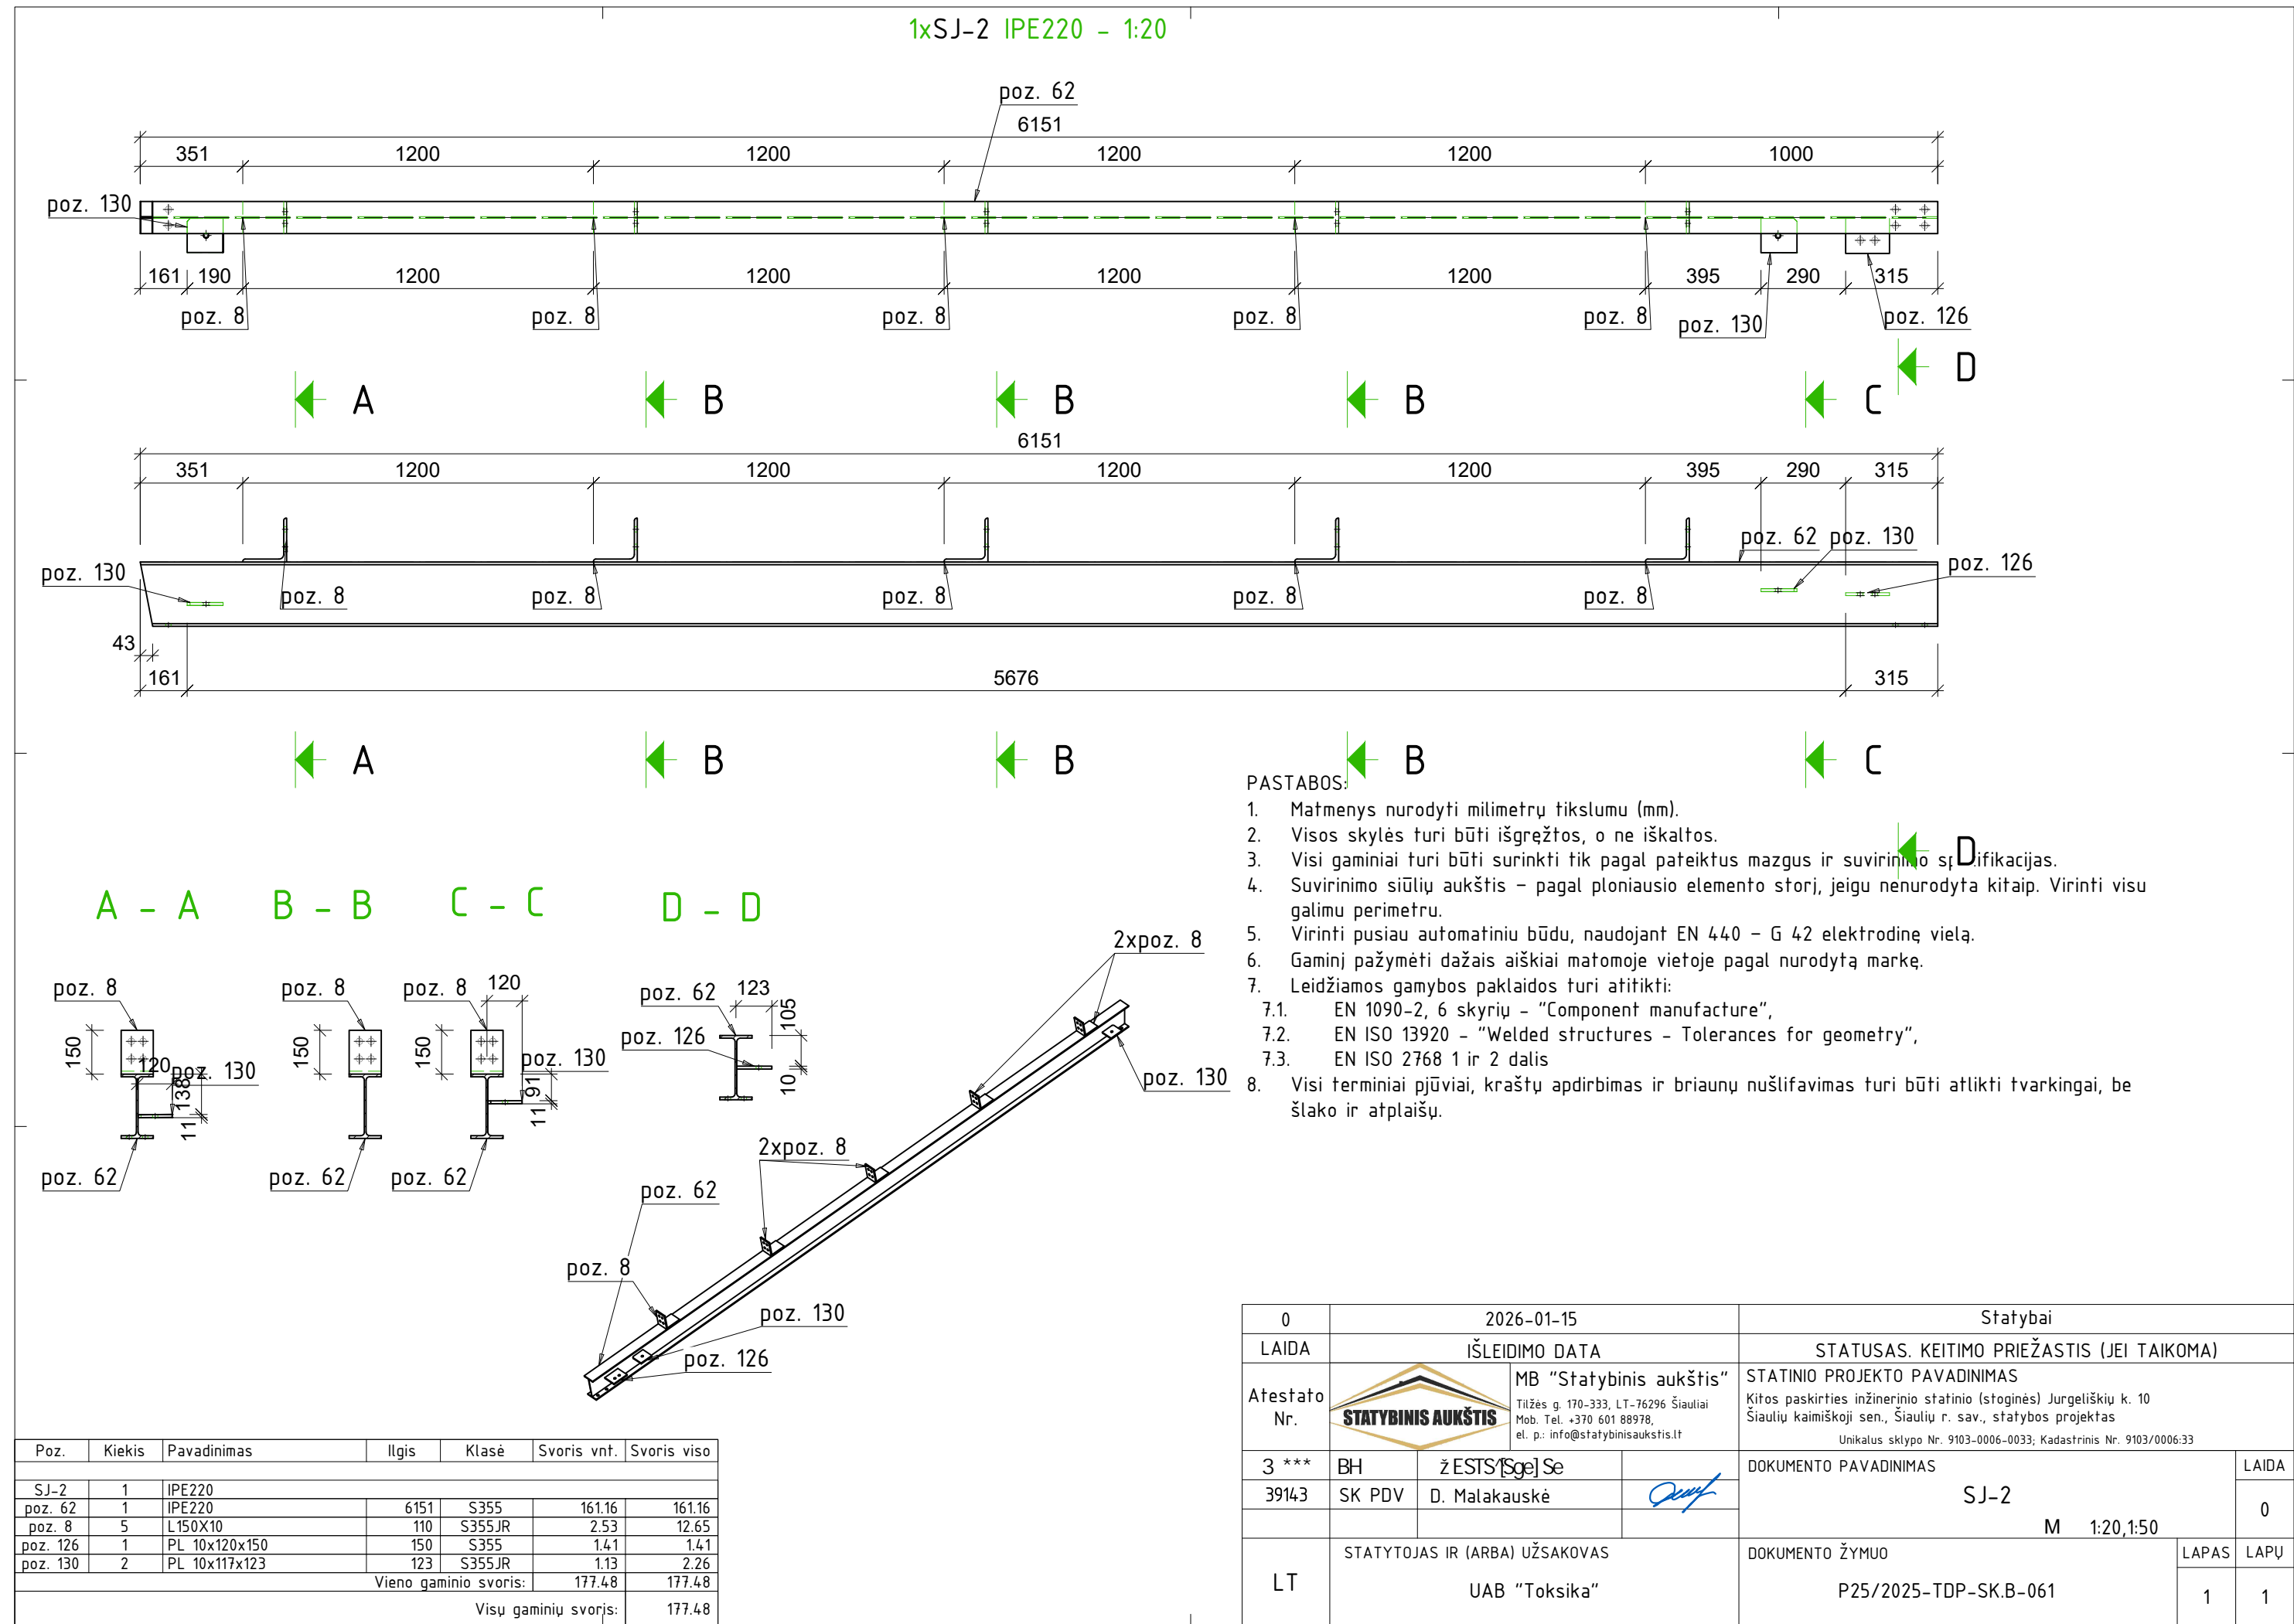 1xSJ-2 IPE220 - 1:20
poz. 62
6151
351 1200 1200 1200 1200 1000
poz. 130
161 190 1200 1200 1200 1200 395 290 315
poz. 8 poz. 8 poz. 8 poz. 8 poz. 8 poz. 130 poz. 126
D
A B B B C
6151
351 1200 1200 1200 1200 395 290 315
poz. 62 poz. 130
poz. 130 poz. 126
poz. 8 poz. 8 poz. 8 poz. 8 poz. 8
43
161 5676 315
A B B B C
D
PASTABOS:
1. Matmenys nurodyti milimetrų tikslumu (mm).
2. Visos skylės turi būti išgręžtos, o ne iškaltos.
3. Visi gaminiai turi būti surinkti tik pagal pateiktus mazgus ir suvirinimo specifikacijas.
4. Suvirinimo siūlių aukštis - pagal ploniausio elemento storį, jeigu nenurodyta kitaip. Virinti visu
galimu perimetru.
5. Virinti pusiau automatiniu būdu, naudojant EN 440 - G 42 elektrodinę vielą.
6. Gaminį pažymėti dažais aiškiai matomoje vietoje pagal nurodytą markę.
7. Leidžiamos gamybos paklaidos turi atitikti:
7.1. EN 1090-2, 6 skyrių - "Component manufacture",
7.2. EN ISO 13920 - "Welded structures - Tolerances for geometry",
7.3. EN ISO 2768 1 ir 2 dalis
8. Visi terminiai pjūviai, kraštų apdirbimas ir briaunų nušlifavimas turi būti atlikti tvarkingai, be
šlako ir atplaišų.
A - A B - B C - C D - D
poz. 8
150
120
poz. 130
138
11
poz. 62
poz. 8
150
poz. 62
poz. 8
120
150
poz. 130
91
11
poz. 62
poz. 62
123
105
poz. 126
10
2xpoz. 8
poz. 130
2xpoz. 8
poz. 62
poz. 8
poz. 130
poz. 126
Poz. Kiekis Pavadinimas Ilgis Klasė Svoris vnt. Svoris viso
SJ-2 1 IPE220
poz. 62 1 IPE220 6151 S355 161.16 161.16
poz. 8 5 L150X10 110 S355JR 2.53 12.65
poz. 126 1 PL 10x120x150 150 S355 1.41 1.41
poz. 130 2 PL 10x117x123 123 S355JR 1.13 2.26
Vieno gaminio svoris: 177.48 177.48
Visų gaminių svoris: 177.48
0 2026-01-15 Statybai
LAIDA IŠLEIDIMO DATA STATUSAS. KEITIMO PRIEŽASTIS (JEI TAIKOMA)
Atestato
Nr.
STATYBINIS AUKŠTIS
MB "Statybinis aukštis"
Tilžės g. 170-333, LT-76296 Šiauliai
Mob. Tel. +370 601 88978,
el. p.: info@statybinisaukstis.lt
STATINIO PROJEKTO PAVADINIMAS
Kitos paskirties inžinerinio statinio (stoginės) Jurgeliškių k. 10
Šiaulių kaimiškoji sen., Šiaulių r. sav., statybos projektas
Unikalus sklypo Nr. 9103-0006-0033; Kadastrinis Nr. 9103/0006:33
3 *** BH
39143 SK PDV D. Malakauskė
DOKUMENTO PAVADINIMAS
SJ-2
M 1:20,1:50
LAIDA
0
LT
STATYTOJAS IR (ARBA) UŽSAKOVAS
UAB "Toksika"
DOKUMENTO ŽYMUO
P25/2025-TDP-SK.B-061
LAPAS LAPŲ
1 1